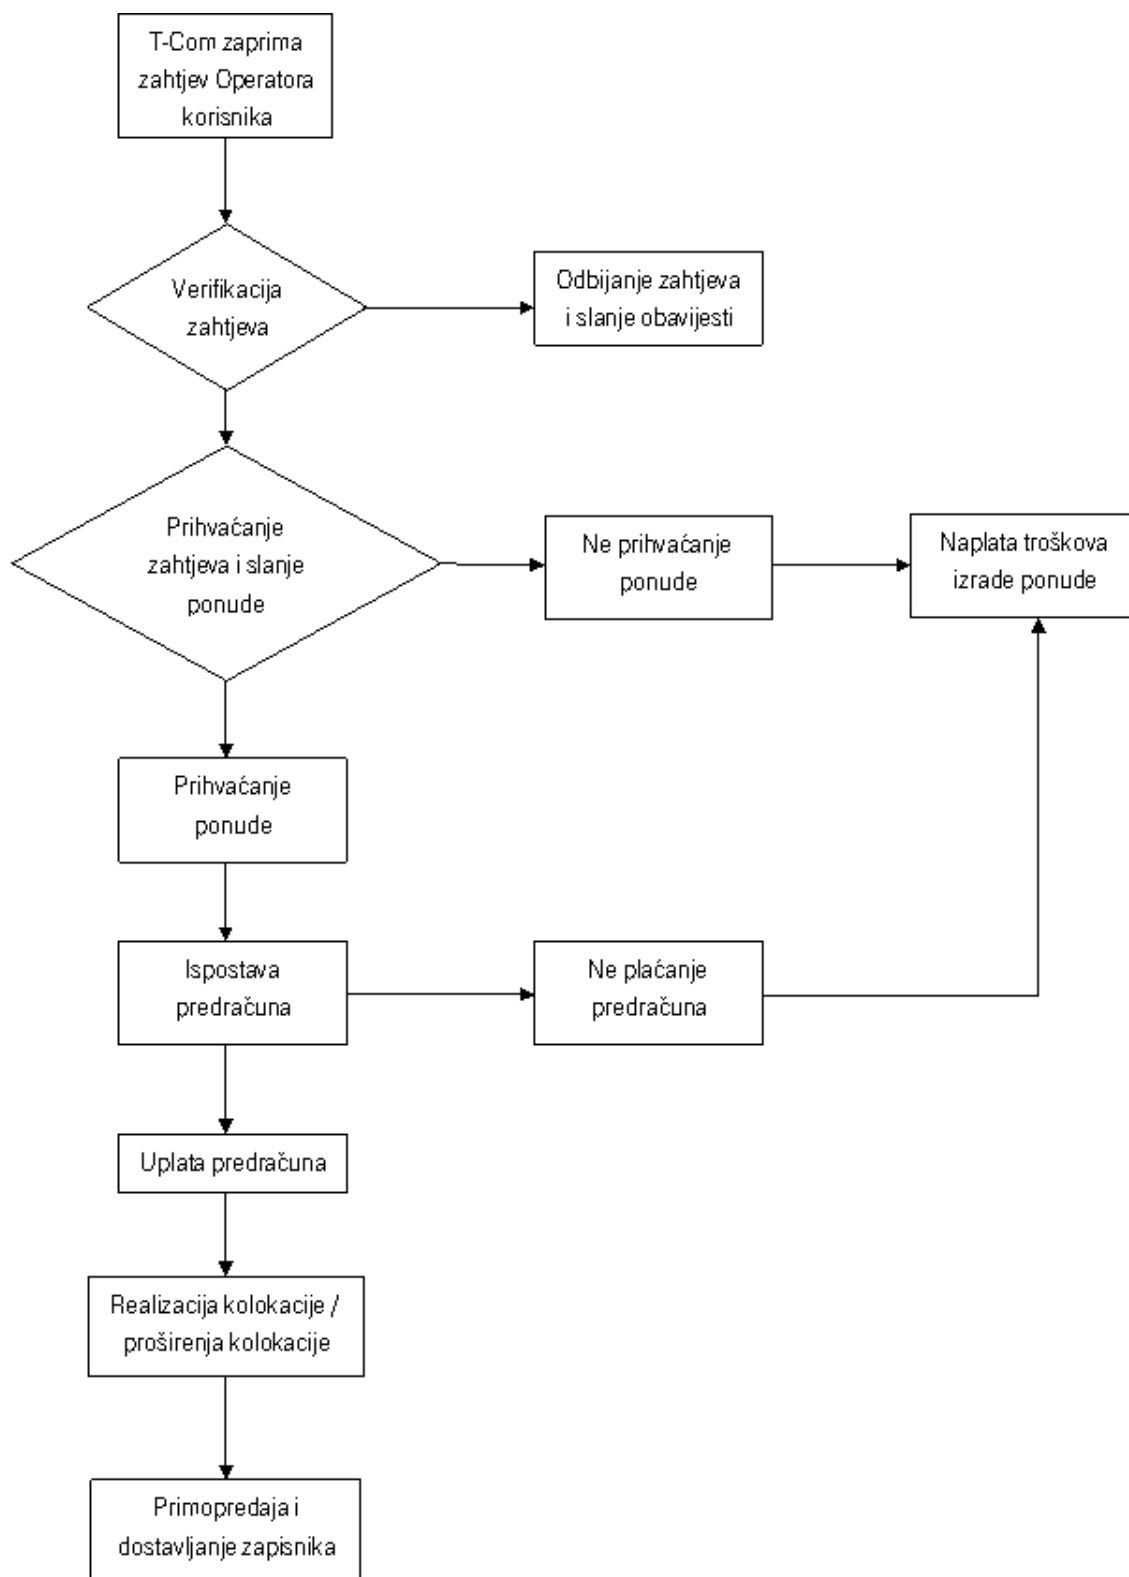 T-Com zaprima
zahtjev Operatora
korisnika
Verifikacija
zahtjeva
Odbijanje zahtjeva
i slanje obavijesti
Prihvaćanje
zahtjeva i slanje
ponude
Ne prihvaćanje
ponude
Naplata troškova
izrade ponude
Prihvaćanje
ponude
Ispostava
predračuna
Ne plaćanje
predračuna
Uplata predračuna
Realizacija kolokacije /
proširenja kolokacije
Primopredaja i
dostavljanje zapisnika